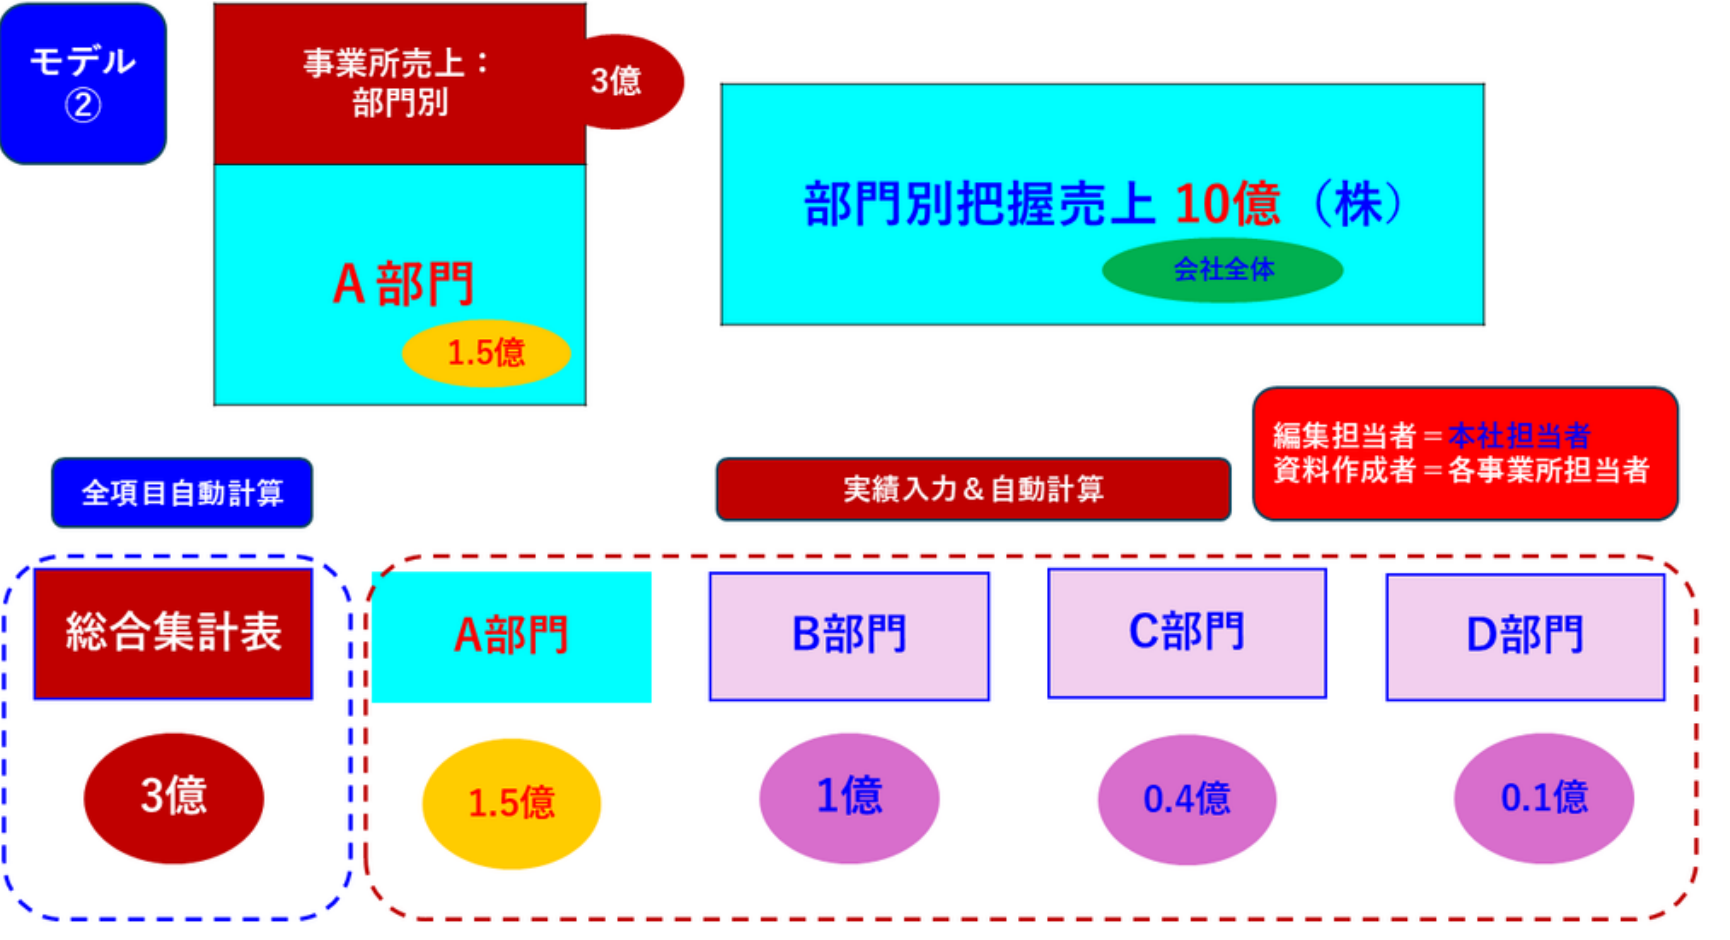 モデル
②
事業所売上：
部門別
3億
A部門
1.5億
部門別把握売上 10億（株）
会社全体
編集担当者＝本社担当者
資料作成者＝各事業所担当者
全項目自動計算
実績入力＆自動計算
総合集計表
A部門
B部門
C部門
D部門
3億
1.5億
1億
0.4億
0.1億